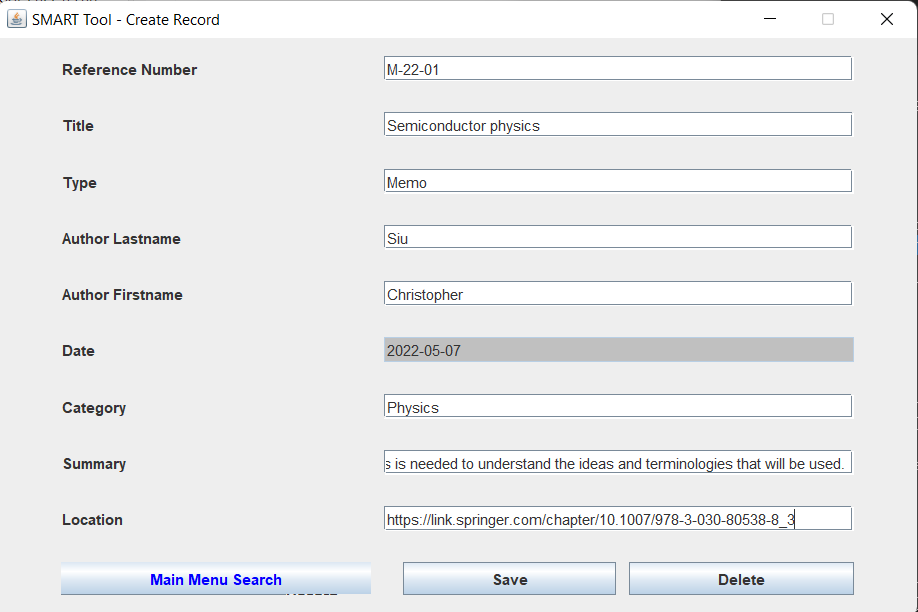 SMART Tool - Create Record
Reference Number M-22-01
Title Semiconductor physics
Type Memo
Author Lastname Siu
Author Firstname Christopher
Date 2022-05-07
Category Physics
Summary is needed to understand the ideas and terminologies that will be used.
Location https://link.springer.com/chapter/10.1007/978-3-030-80538-8_3
Main Menu Search Save Delete